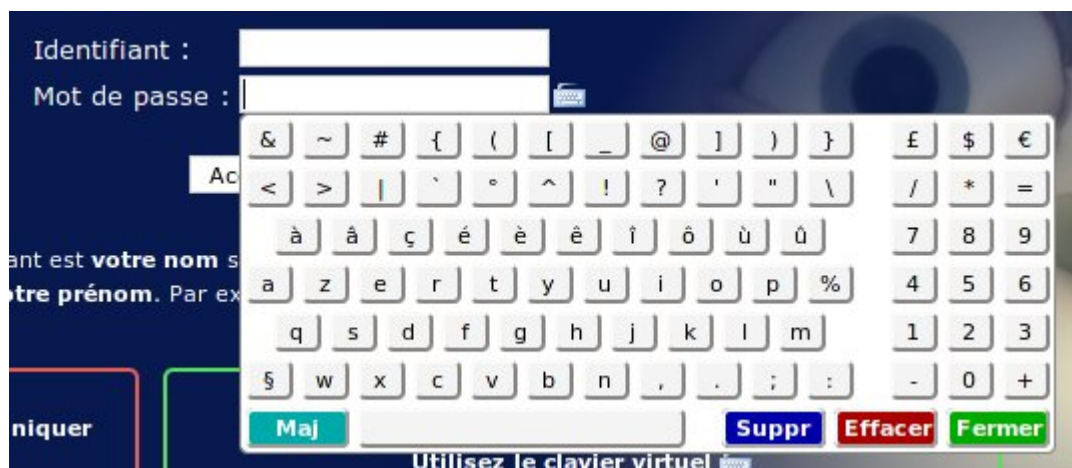 Identifiant :
Mot de passe :
& ~ # { ( [ _ @ ] ) } £ $ €
Ac < > | ` ° ^ ! ? ' " \ / * =
à â ç é è ê î ô ù û 7 8 9
ant est votre nom s
a z e r t y u i o p % 4 5 6
otre prénom. Par ex
q s d f g h j k l m 1 2 3
§ w x c v b n , . ; : - 0 +
niquer Maj Suppr Effacer Fermer
Utilisez le clavier virtuel